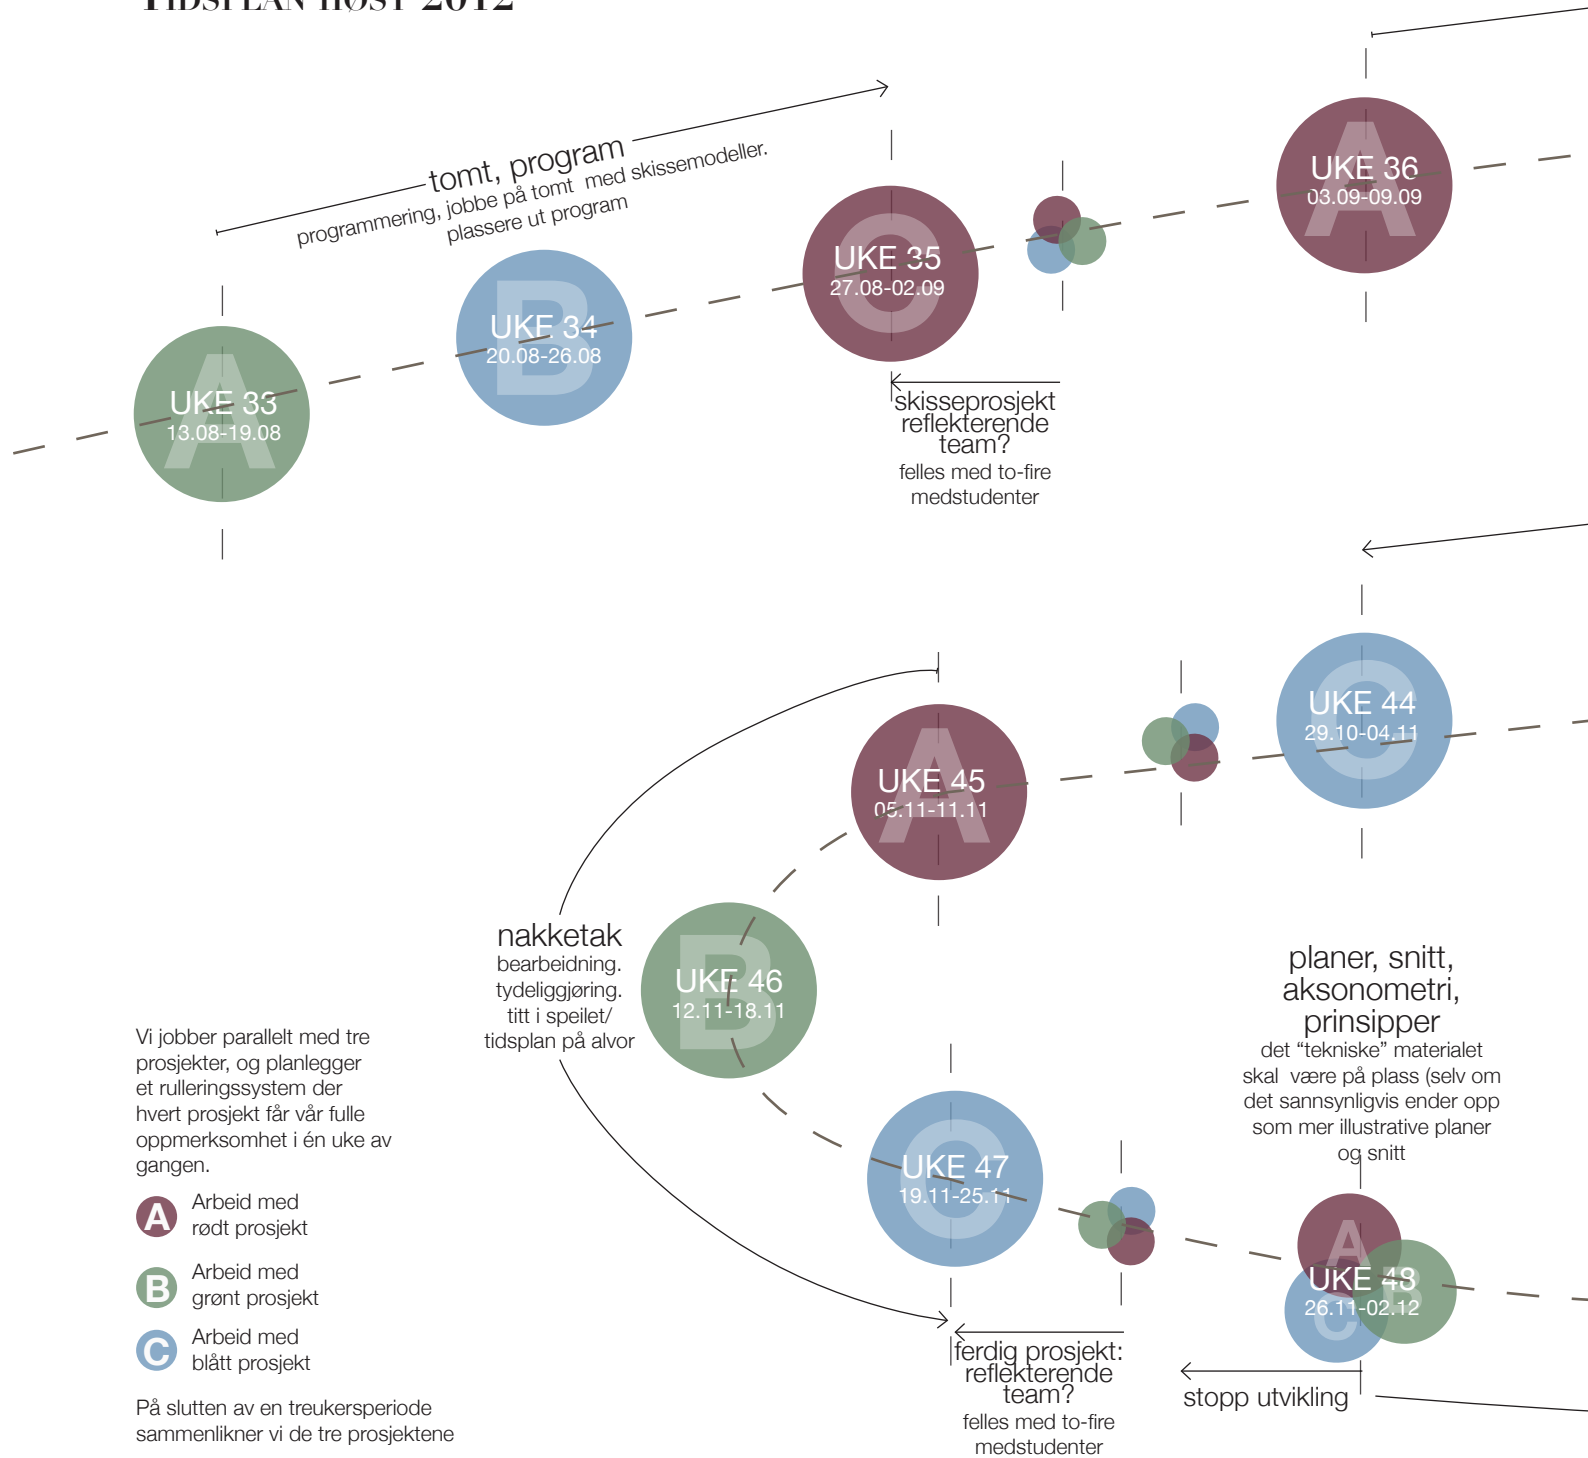 TIDSPLAN HØST 2012
tomt, program
programmering, jobbe på tomt med skissemodeller.
plassere ut program
A
UKE 33
13.08-19.08
B
UKE 34
20.08-26.08
C
UKE 35
27.08-02.09
A
UKE 36
03.09-09.09
skisseprosjekt
reflekterende
team?
felles med to-fire
medstudenter
C
UKE 44
29.10-04.11
A
UKE 45
05.11-11.11
nakketak
bearbeidning.
tydeliggjøring.
titt i speilet/
tidsplan på alvor
B
UKE 46
12.11-18.11
C
UKE 47
19.11-25.11
planer, snitt,
aksonometri,
prinsipper
det “tekniske” materialet
skal være på plass (selv om
det sannsynligvis ender opp
som mer illustrative planer
og snitt
A
B
C
UKE 48
26.11-02.12
ferdig prosjekt:
reflekterende
team?
felles med to-fire
medstudenter
stopp utvikling
Vi jobber parallelt med tre
prosjekter, og planlegger
et rulleringssystem der
hvert prosjekt får vår fulle
oppmerksomhet i én uke av
gangen.
A
Arbeid med
rødt prosjekt
B
Arbeid med
grønt prosjekt
C
Arbeid med
blått prosjekt
På slutten av en treukersperiode
sammenlikner vi de tre prosjektene